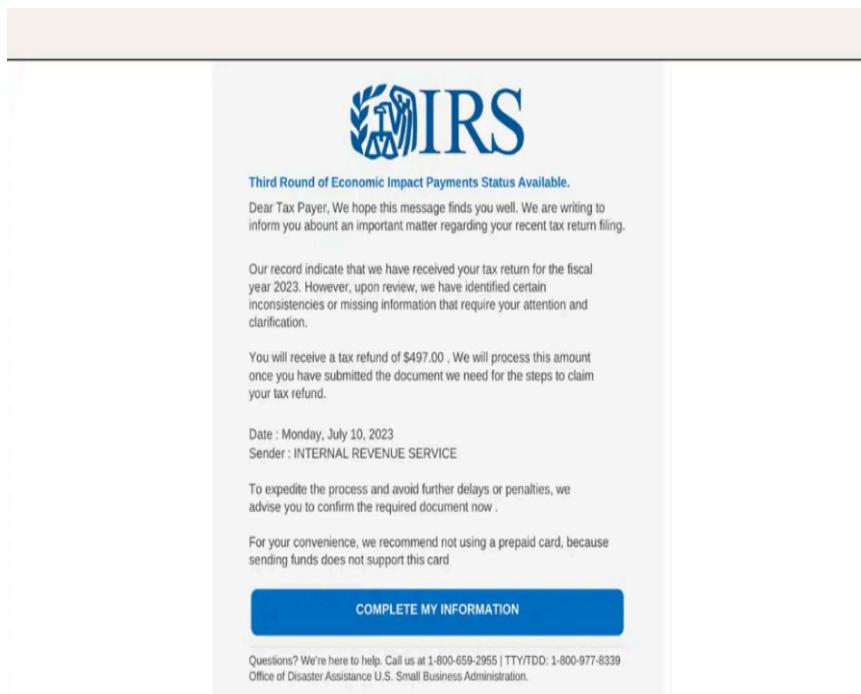 IRS
Third Round of Economic Impact Payments Status Available.
Dear Tax Payer, We hope this message finds you well. We are writing to
inform you abount an important matter regarding your recent tax return filing.
Our record indicate that we have received your tax return for the fiscal
year 2023. However, upon review, we have identified certain
inconsistencies or missing information that require your attention and
clarification.
You will receive a tax refund of $497.00 , We will process this amount
once you have submitted the document we need for the steps to claim
your tax refund.
Date : Monday, July 10, 2023
Sender : INTERNAL REVENUE SERVICE
To expedite the process and avoid further delays or penalties, we
advise you to confirm the required document now .
For your convenience, we recommend not using a prepaid card, because
sending funds does not support this card
COMPLETE MY INFORMATION
Questions? We're here to help. Call us at 1-800-659-2955 | TTY/TDD: 1-800-977-8339
Office of Disaster Assistance U.S. Small Business Administration.